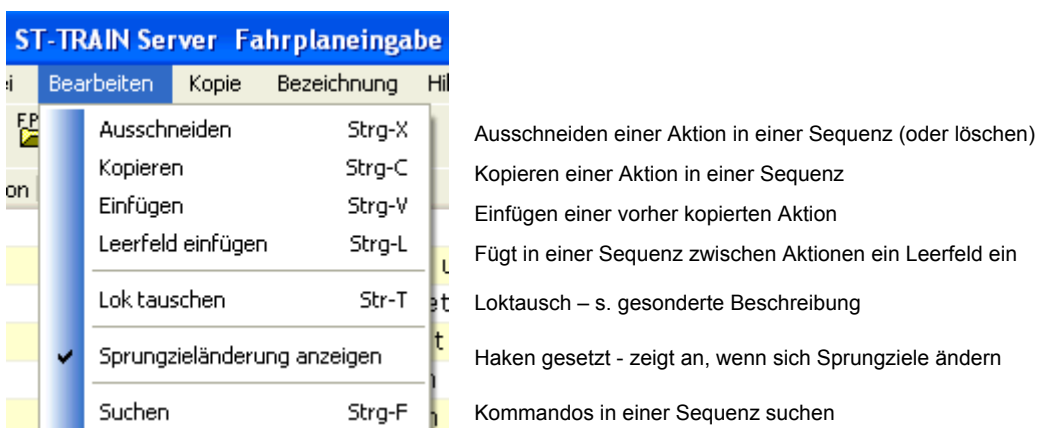 ST-TRAIN Server Fahrplaneingabe
ei Bearbeiten Kopie Bezeichnung Hil
Ausschneiden Strg-X Ausschneiden einer Aktion in einer Sequenz (oder löschen)
Kopieren Strg-C Kopieren einer Aktion in einer Sequenz
on
Einfügen Strg-V Einfügen einer vorher kopierten Aktion
Leerfeld einfügen Strg-L Fügt in einer Sequenz zwischen Aktionen ein Leerfeld ein
Lok tauschen Str-T Loktausch – s. gesonderte Beschreibung
Sprungzieländerung anzeigen Haken gesetzt - zeigt an, wenn sich Sprungziele ändern
Suchen Strg-F Kommandos in einer Sequenz suchen